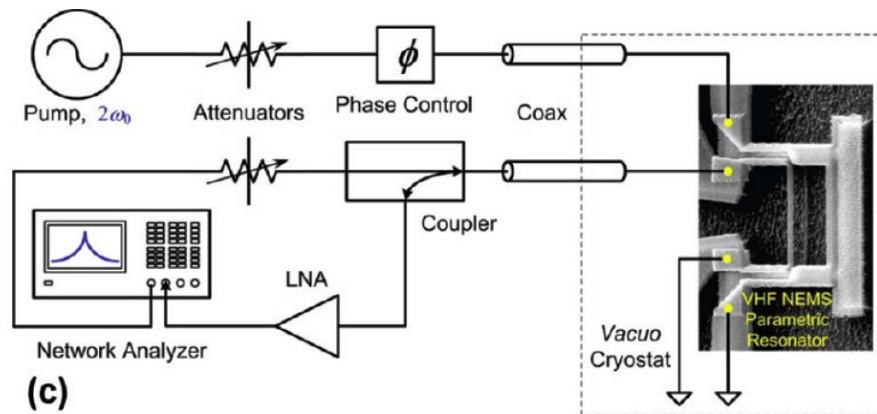 Pump, 2ω₀
Attenuators
Phase Control
ϕ
Coax
Coupler
LNA
Network Analyzer
Vacuo
Cryostat
VHF NEMS
Parametric
Resonator
(c)